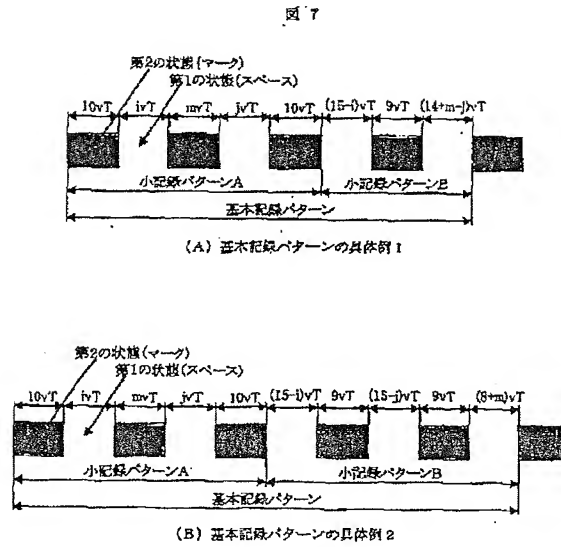 図 7
第2の状態(マーク)
第1の状態(スペース)
10vT ivT mvT jvT 10vT (15-i)vT 9vT (14+m-j)vT
小記録パターンA 小記録パターンB
基本記録パターン
(A) 基本記録パターンの具体例1
第2の状態(マーク)
第1の状態(スペース)
10vT ivT mvT jvT 10vT (15-i)vT 9vT (15-j)vT 9vT (8+m)vT
小記録パターンA 小記録パターンB
基本記録パターン
(B) 基本記録パターンの具体例2